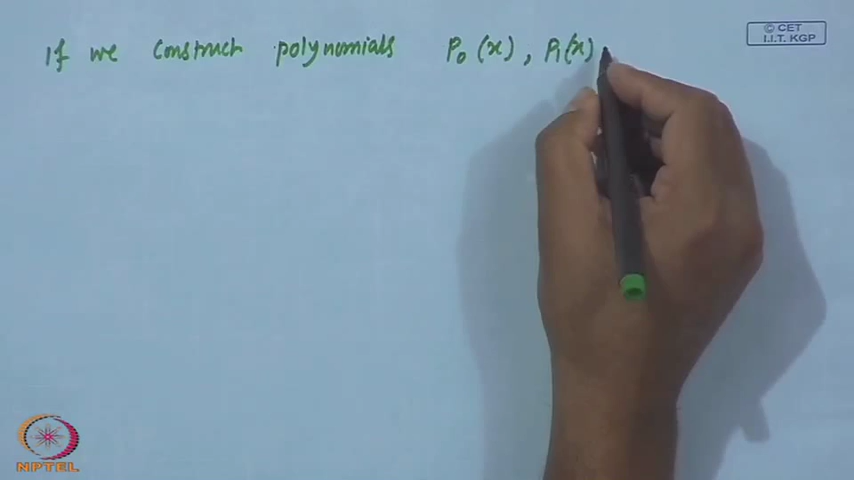 If we construct polynomials P₀(x), P₁(x)
© CET
I.I.T. KGP
NPTEL